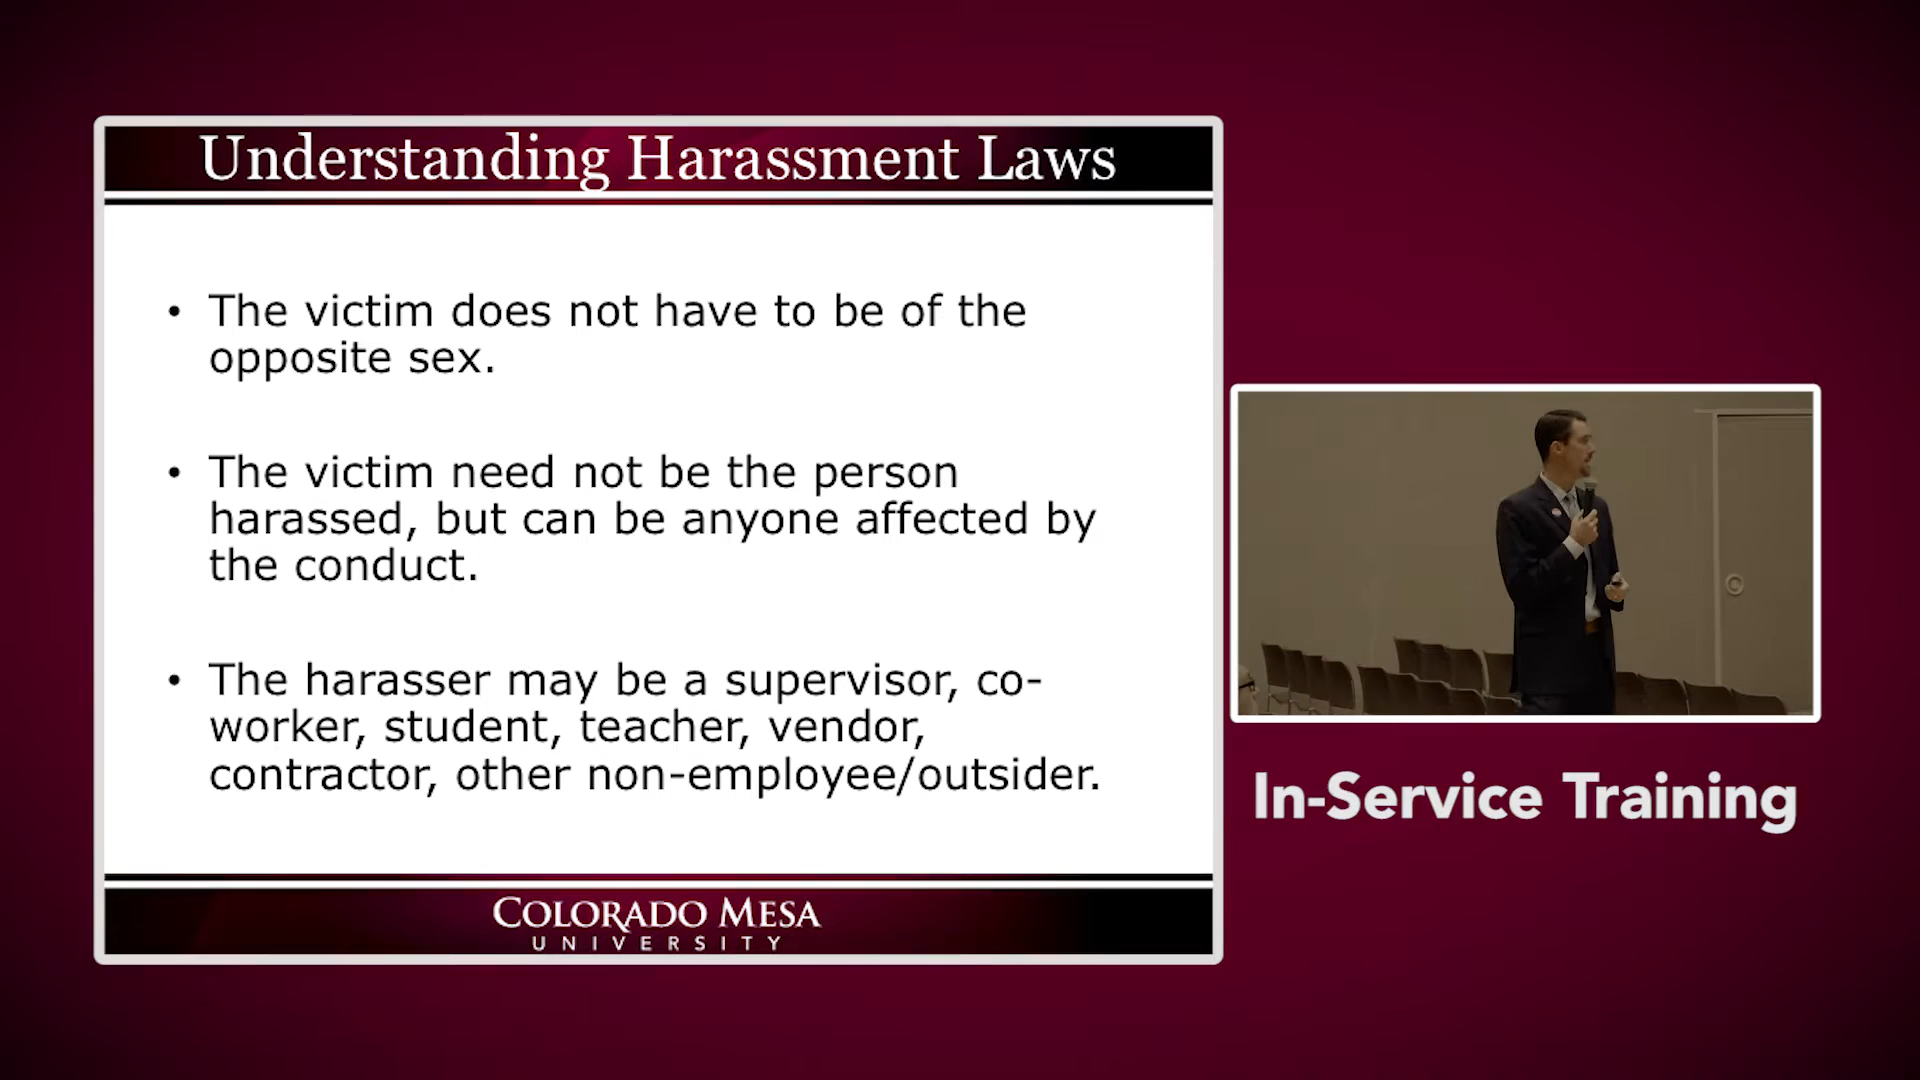 Understanding Harassment Laws
• The victim does not have to be of the
opposite sex.
• The victim need not be the person
harassed, but can be anyone affected by
the conduct.
• The harasser may be a supervisor, co-
worker, student, teacher, vendor,
contractor, other non-employee/outsider.
COLORADO MESA
UNIVERSITY
In-Service Training